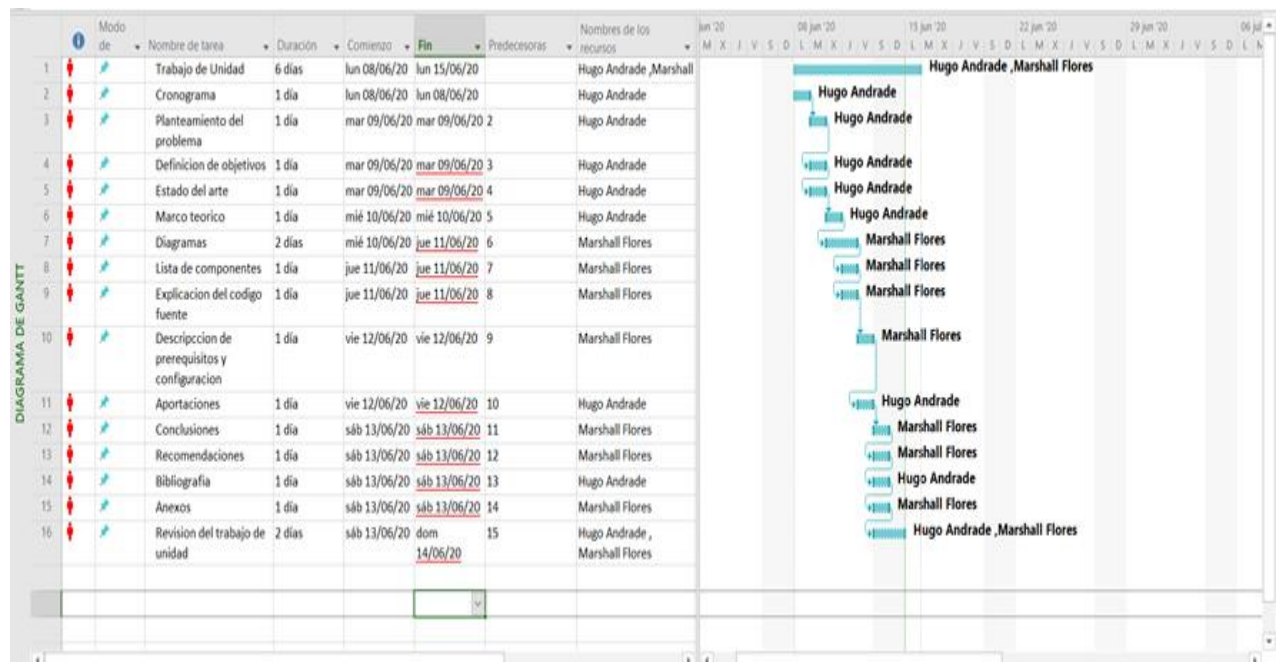 DIAGRAMA DE GANTT
Modo
de Nombre de tarea Duración Comienzo Fin Predecesoras Nombres de los
recursos
1 Trabajo de Unidad 6 días lun 08/06/20 lun 15/06/20 Hugo Andrade ,Marshall
2 Cronograma 1 día lun 08/06/20 lun 08/06/20 Hugo Andrade
3 Planteamiento del 1 día mar 09/06/20 mar 09/06/20 2 Hugo Andrade
problema
4 Definicion de objetivos 1 día mar 09/06/20 mar 09/06/20 3 Hugo Andrade
5 Estado del arte 1 día mar 09/06/20 mar 09/06/20 4 Hugo Andrade
6 Marco teorico 1 día mié 10/06/20 mié 10/06/20 5 Hugo Andrade
7 Diagramas 2 días mié 10/06/20 jue 11/06/20 6 Marshall Flores
8 Lista de componentes 1 día jue 11/06/20 jue 11/06/20 7 Marshall Flores
9 Explicacion del codigo 1 día jue 11/06/20 jue 11/06/20 8 Marshall Flores
fuente
10 Descripccion de 1 día vie 12/06/20 vie 12/06/20 9 Marshall Flores
prerequisitos y
configuracion
11 Aportaciones 1 día vie 12/06/20 vie 12/06/20 10 Hugo Andrade
12 Conclusiones 1 día sáb 13/06/20 sáb 13/06/20 11 Marshall Flores
13 Recomendaciones 1 día sáb 13/06/20 sáb 13/06/20 12 Marshall Flores
14 Bibliografia 1 día sáb 13/06/20 sáb 13/06/20 13 Hugo Andrade
15 Anexos 1 día sáb 13/06/20 sáb 13/06/20 14 Marshall Flores
16 Revision del trabajo de 2 días sáb 13/06/20 dom 15 Hugo Andrade ,
unidad 14/06/20 Marshall Flores
jun '20 08 jun '20 15 jun '20 22 jun '20 29 jun '20 06 jul
M X J V S D L M X J V S D L M X J V S D L M X J V S D L M X J V S D L M
Hugo Andrade ,Marshall Flores
Hugo Andrade
Hugo Andrade
Hugo Andrade
Hugo Andrade
Hugo Andrade
Marshall Flores
Marshall Flores
Marshall Flores
Marshall Flores
Hugo Andrade
Marshall Flores
Marshall Flores
Hugo Andrade
Marshall Flores
Hugo Andrade ,Marshall Flores